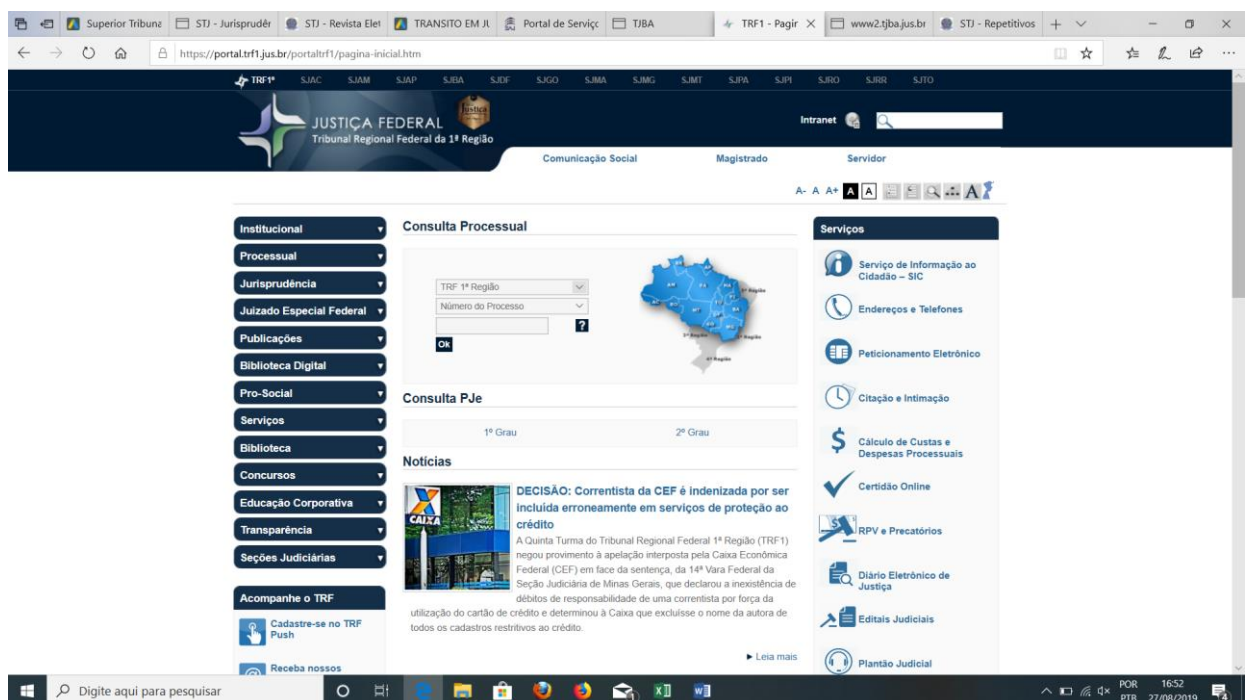 Superior Tribuna
STJ - Jurisprudên
STJ - Revista Elet
TRANSITO EM JU
Portal de Serviço
TJBA
TRF1 - Pagir
www2.tjba.jus.br
STJ - Repetitivos
https://portal.trf1.jus.br/portaltrf1/pagina-inicial.htm
TRF1ª SJAC SJAM SJAP SJBA SJDF SJGO SJMA SJMG SJMT SJPA SJPI SJRO SJRR SJTO
JUSTIÇA FEDERAL
Tribunal Regional Federal da 1ª Região
Intranet
Comunicação Social Magistrado Servidor
A- A A+ A A A
Institucional
Processual
Jurisprudência
Juizado Especial Federal
Publicações
Biblioteca Digital
Pro-Social
Serviços
Biblioteca
Concursos
Educação Corporativa
Transparência
Seções Judiciárias
Acompanhe o TRF
Cadastre-se no TRF
Push
Receba nossos
Consulta Processual
TRF 1ª Região
Número do Processo
?
Ok
Consulta PJe
1º Grau 2º Grau
Notícias
CAIXA
DECISÃO: Correntista da CEF é indenizada por ser
incluída erroneamente em serviços de proteção ao
crédito
A Quinta Turma do Tribunal Regional Federal 1ª Região (TRF1)
negou provimento à apelação interposta pela Caixa Econômica
Federal (CEF) em face da sentença, da 14ª Vara Federal da
Seção Judiciária de Minas Gerais, que declarou a inexistência de
débitos de responsabilidade de uma correntista por força da
utilização do cartão de crédito e determinou à Caixa que excluísse o nome da autora de
todos os cadastros restritivos ao crédito.
Leia mais
Serviços
Serviço de Informação ao
Cidadão – SIC
Endereços e Telefones
Peticionamento Eletrônico
Citação e Intimação
Cálculo de Custas e
Despesas Processuais
Certidão Online
RPV e Precatórios
Diário Eletrônico de
Justiça
Editais Judiciais
Plantão Judicial
Digite aqui para pesquisar
POR
PTB
16:52
27/08/2019